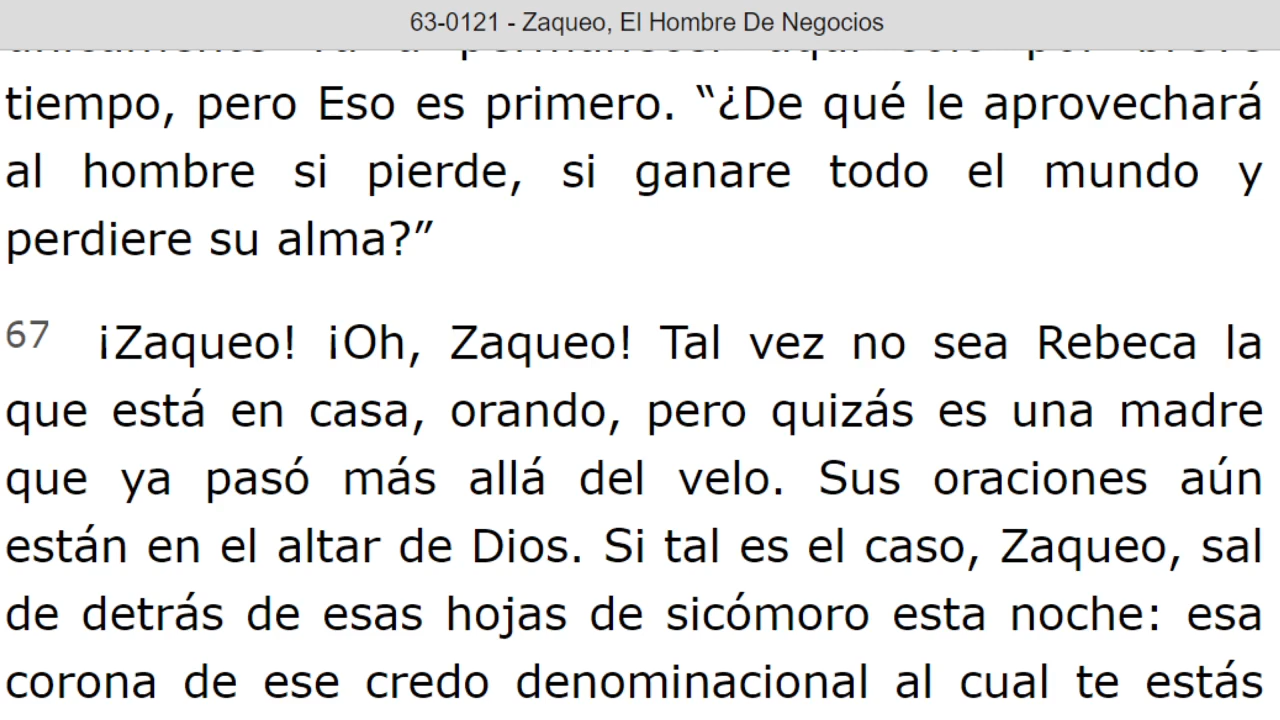 63-0121 - Zaqueo, El Hombre De Negocios
tiempo, pero Eso es primero. “¿De qué le aprovechará
al hombre si pierde, si ganare todo el mundo y
perdiere su alma?”
67 ¡Zaqueo! ¡Oh, Zaqueo! Tal vez no sea Rebeca la
que está en casa, orando, pero quizás es una madre
que ya pasó más allá del velo. Sus oraciones aún
están en el altar de Dios. Si tal es el caso, Zaqueo, sal
de detrás de esas hojas de sicómoro esta noche: esa
corona de ese credo denominacional al cual te estás